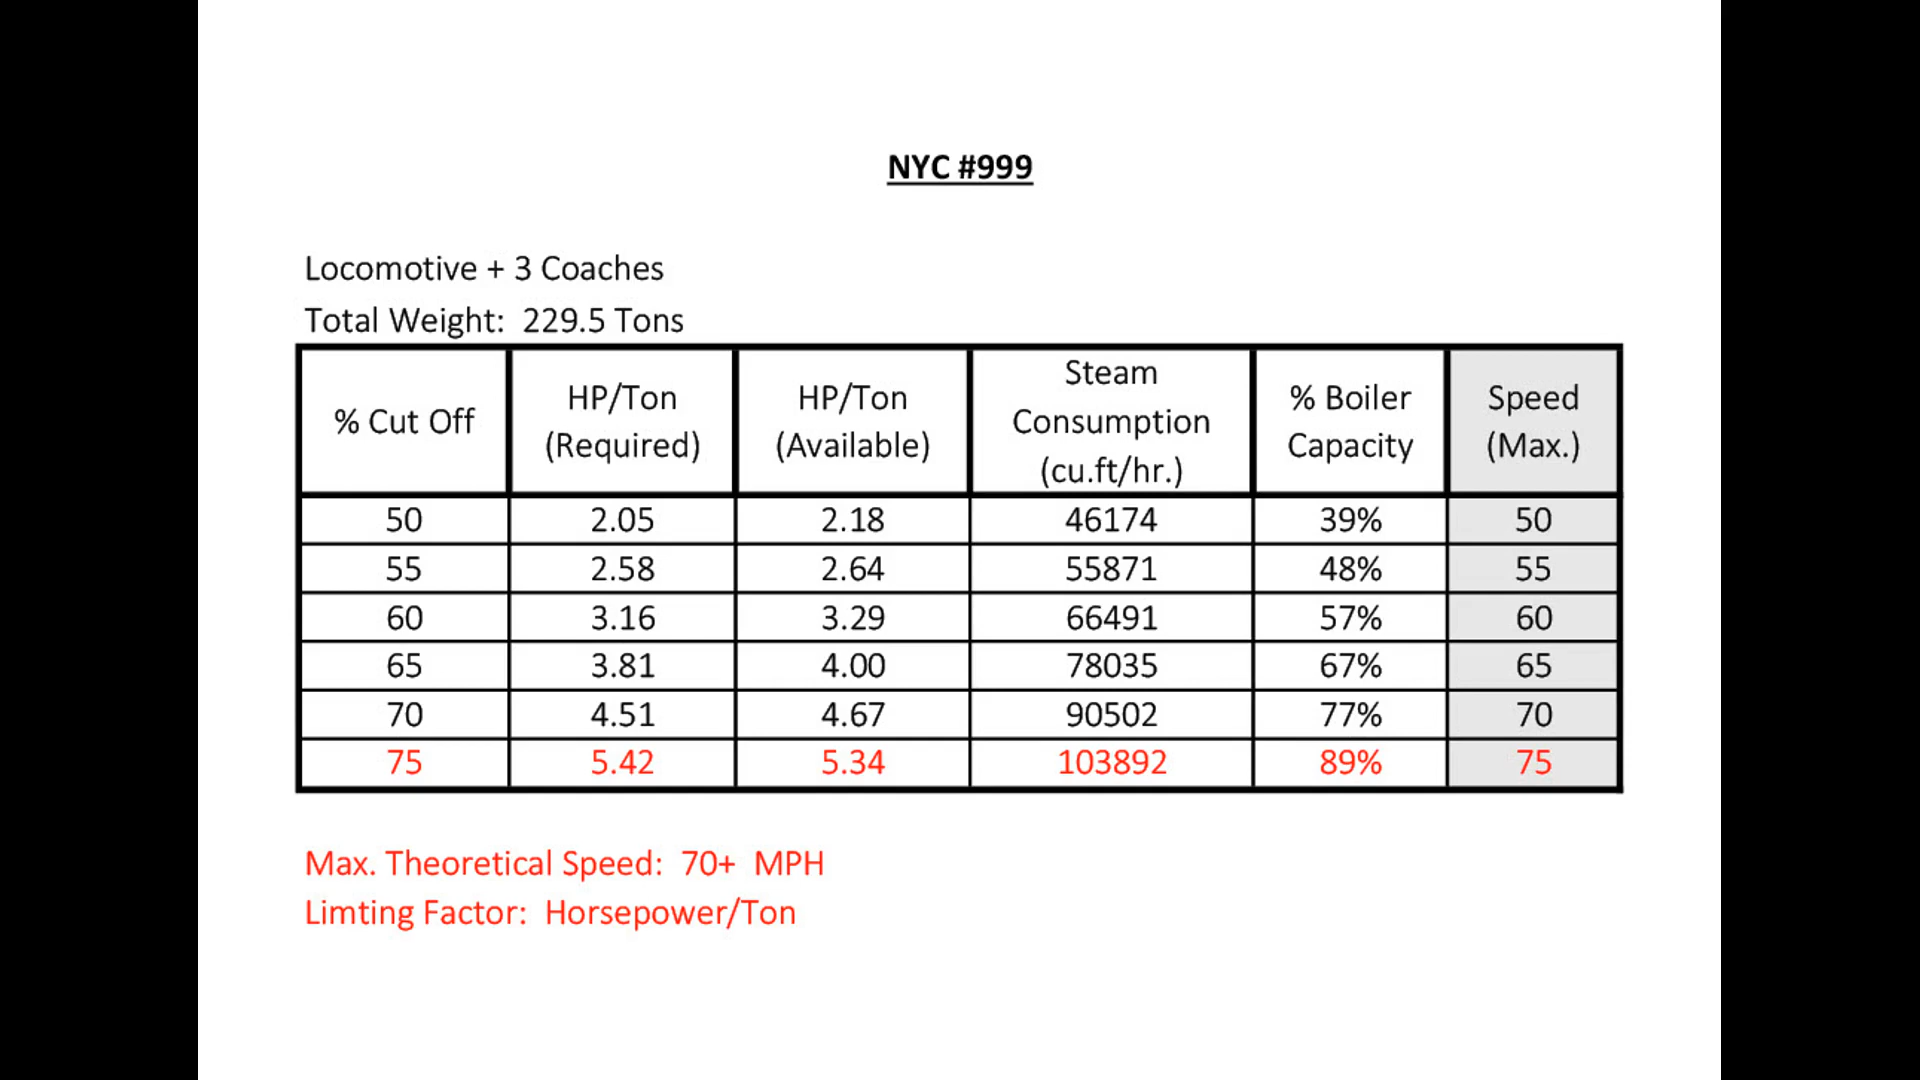 NYC #999
Locomotive + 3 Coaches
Total Weight: 229.5 Tons
% Cut Off HP/Ton (Required) HP/Ton (Available) Steam Consumption (cu.ft/hr.) % Boiler Capacity Speed (Max.)
50 2.05 2.18 46174 39% 50
55 2.58 2.64 55871 48% 55
60 3.16 3.29 66491 57% 60
65 3.81 4.00 78035 67% 65
70 4.51 4.67 90502 77% 70
75 5.42 5.34 103892 89% 75
Max. Theoretical Speed: 70+ MPH
Limting Factor: Horsepower/Ton